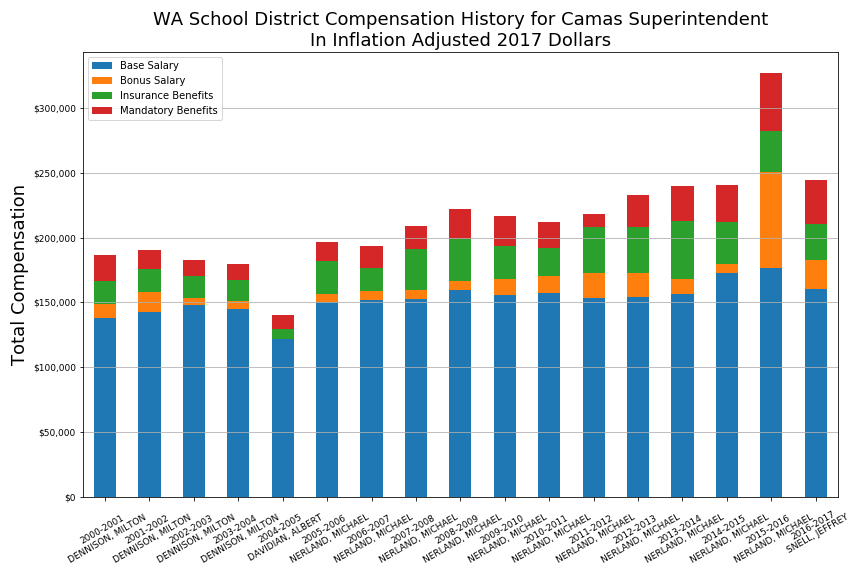 WA School District Compensation History for Camas Superintendent
In Inflation Adjusted 2017 Dollars
Base Salary
Bonus Salary
Insurance Benefits
Mandatory Benefits
Total Compensation
$300,000
$250,000
$200,000
$150,000
$100,000
$50,000
$0
2000-2001
DENNISON, MILTON
2001-2002
DENNISON, MILTON
2002-2003
DENNISON, MILTON
2003-2004
DENNISON, MILTON
2004-2005
DAVIDIAN, ALBERT
2005-2006
NERLAND, MICHAEL
2006-2007
NERLAND, MICHAEL
2007-2008
NERLAND, MICHAEL
2008-2009
NERLAND, MICHAEL
2009-2010
NERLAND, MICHAEL
2010-2011
NERLAND, MICHAEL
2011-2012
NERLAND, MICHAEL
2012-2013
NERLAND, MICHAEL
2013-2014
NERLAND, MICHAEL
2014-2015
NERLAND, MICHAEL
2015-2016
NERLAND, MICHAEL
2016-2017
SNELL, JEFFREY